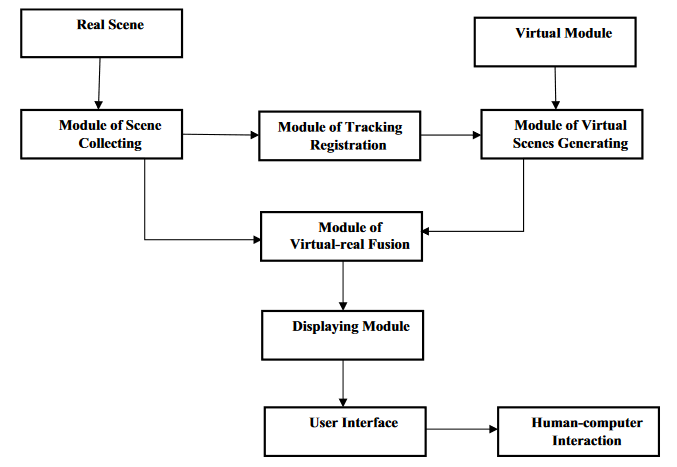 Real Scene
Virtual Module
Module of Scene
Collecting
Module of Tracking
Registration
Module of Virtual
Scenes Generating
Module of
Virtual-real Fusion
Displaying Module
User Interface
Human-computer
Interaction